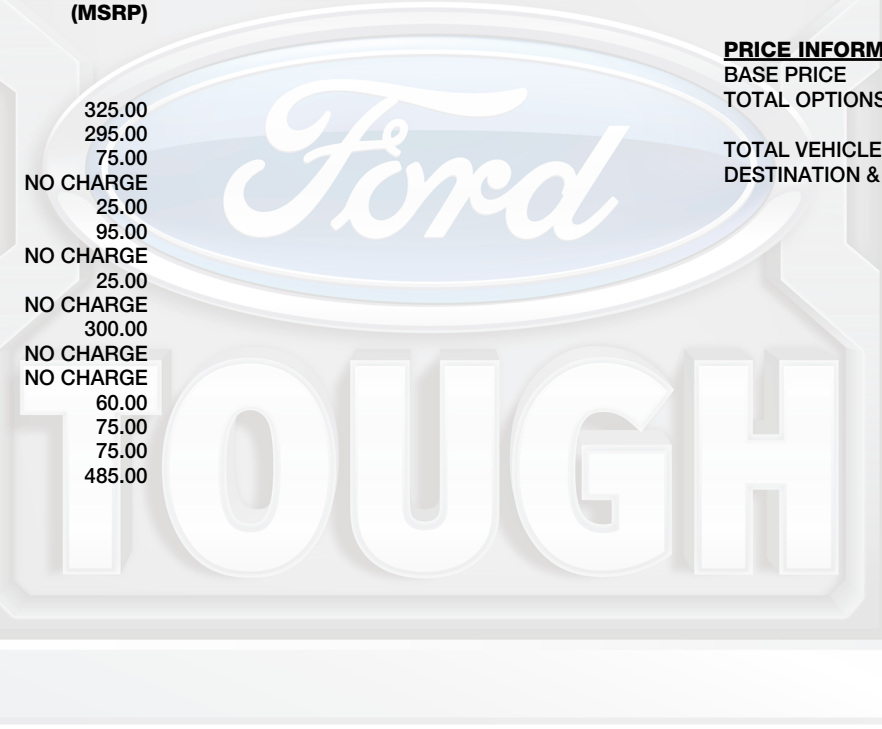 (MSRP)
325.00
295.00
75.00
NO CHARGE
25.00
95.00
NO CHARGE
25.00
NO CHARGE
300.00
NO CHARGE
NO CHARGE
60.00
75.00
75.00
485.00
PRICE INFORM
BASE PRICE
TOTAL OPTIONS
TOTAL VEHICLE
DESTINATION &
Ford
TOUGH